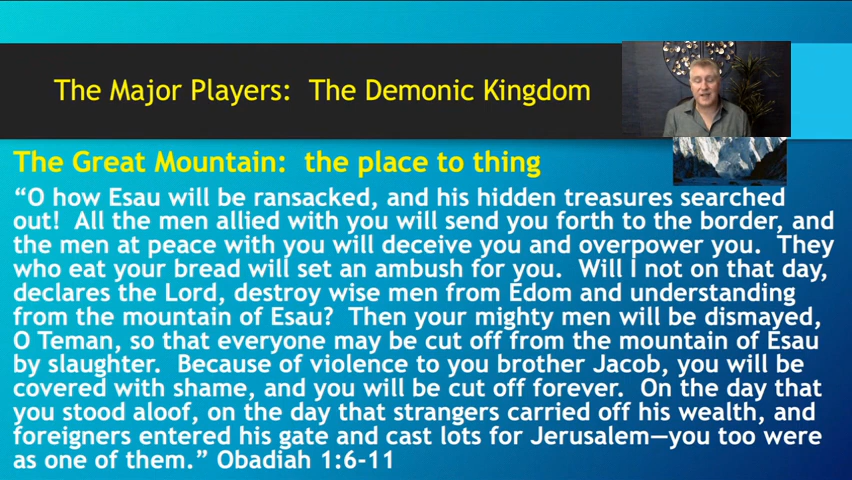 The Major Players:  The Demonic Kingdom
The Great Mountain:  the place to thing
“O how Esau will be ransacked, and his hidden treasures searched
out!  All the men allied with you will send you forth to the border, and
the men at peace with you will deceive you and overpower you.  They
who eat your bread will set an ambush for you.  Will I not on that day,
declares the Lord, destroy wise men from Edom and understanding
from the mountain of Esau?  Then your mighty men will be dismayed,
O Teman, so that everyone may be cut off from the mountain of Esau
by slaughter.  Because of violence to you brother Jacob, you will be
covered with shame, and you will be cut off forever.  On the day that
you stood aloof, on the day that strangers carried off his wealth, and
foreigners entered his gate and cast lots for Jerusalem—you too were
as one of them.” Obadiah 1:6-11